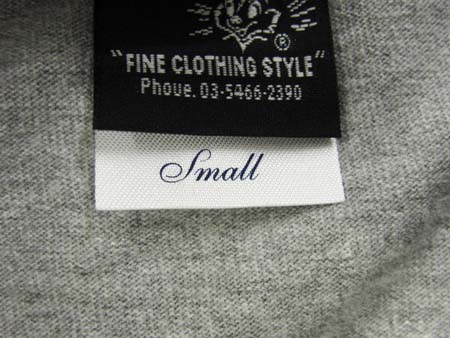 ®
"FINE CLOTHING STYLE"
Phoue. 03-5466-2390
Small